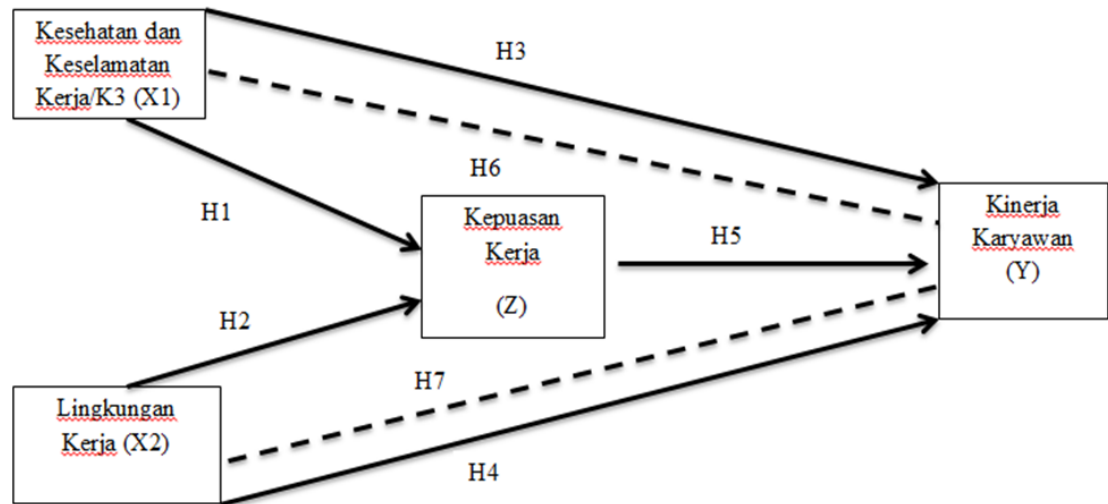 Kesehatan dan
Keselamatan
Kerja/K3 (X1)
H3
H6
H1
Kepuasan
Kerja
(Z)
H5
Kinerja
Karyawan
(Y)
H2
H7
Lingkungan
Kerja (X2)
H4